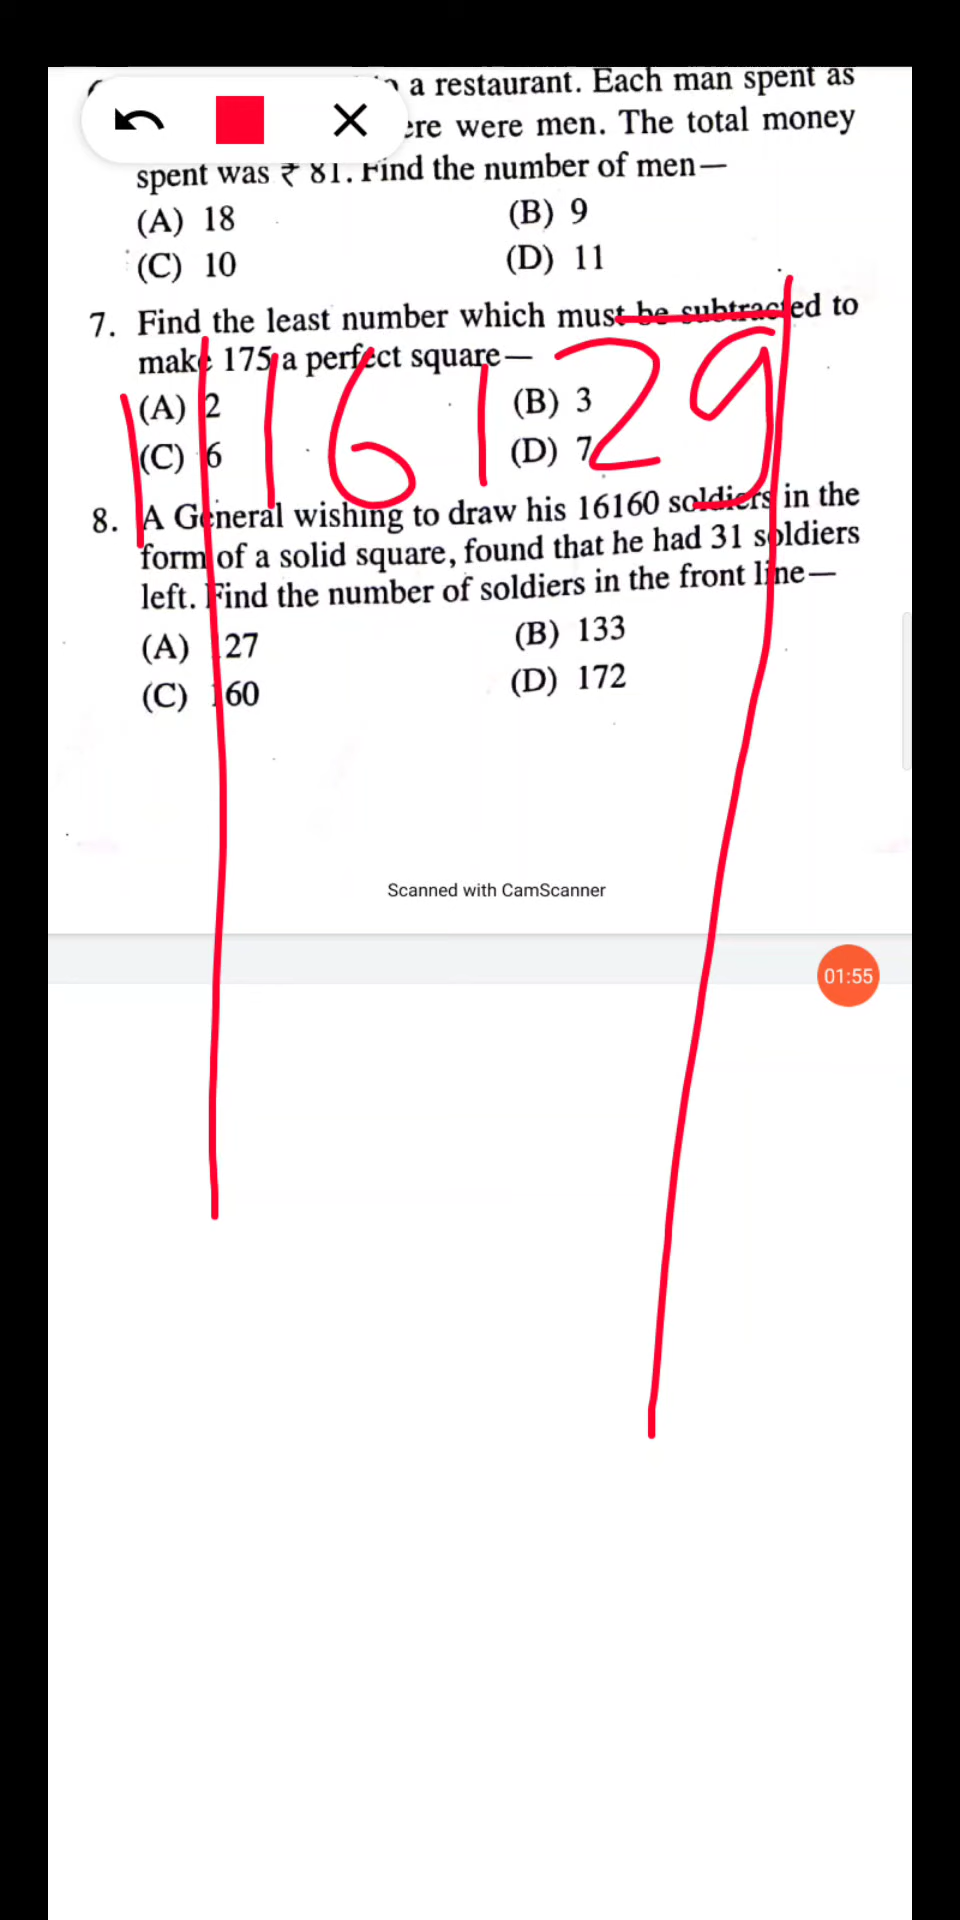 a restaurant. Each man spent as
were were men. The total money
spent was ₹ 81. Find the number of men—
(A) 18 (B) 9
(C) 10 (D) 11
7. Find the least number which must be subtracted to
make 175 a perfect square—
(A) 2 (B) 3
(C) 6 (D) 7
1 16129
8. A General wishing to draw his 16160 soldiers in the
form of a solid square, found that he had 31 soldiers
left. Find the number of soldiers in the front line—
(A) 127 (B) 133
(C) 160 (D) 172
Scanned with CamScanner
01:55